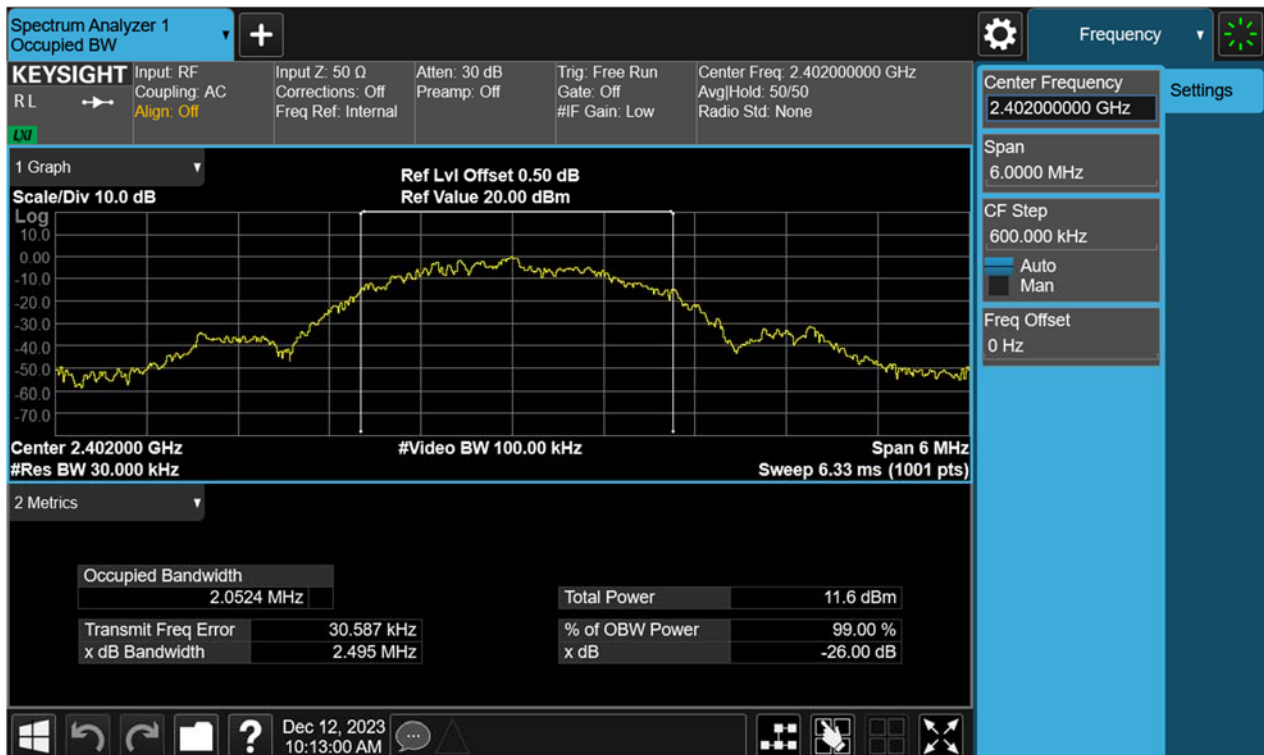 Spectrum Analyzer 1
Occupied BW
+
Frequency
KEYSIGHT
R L
LXI
Input: RF
Coupling: AC
Align: Off
Input Z: 50 Ω
Corrections: Off
Freq Ref: Internal
Atten: 30 dB
Preamp: Off
Trig: Free Run
Gate: Off
#IF Gain: Low
Center Freq: 2.402000000 GHz
Avg|Hold: 50/50
Radio Std: None
Center Frequency
2.402000000 GHz
Settings
Span
6.0000 MHz
CF Step
600.000 kHz
Auto
Man
Freq Offset
0 Hz
1 Graph
Scale/Div 10.0 dB
Ref Lvl Offset 0.50 dB
Ref Value 20.00 dBm
Log
10.0
0.00
-10.0
-20.0
-30.0
-40.0
-50.0
-60.0
-70.0
Center 2.402000 GHz
#Video BW 100.00 kHz
Span 6 MHz
#Res BW 30.000 kHz
Sweep 6.33 ms (1001 pts)
2 Metrics
Occupied Bandwidth
2.0524 MHz
Total Power 11.6 dBm
Transmit Freq Error 30.587 kHz
% of OBW Power 99.00 %
x dB Bandwidth 2.495 MHz
x dB -26.00 dB
?
Dec 12, 2023
10:13:00 AM